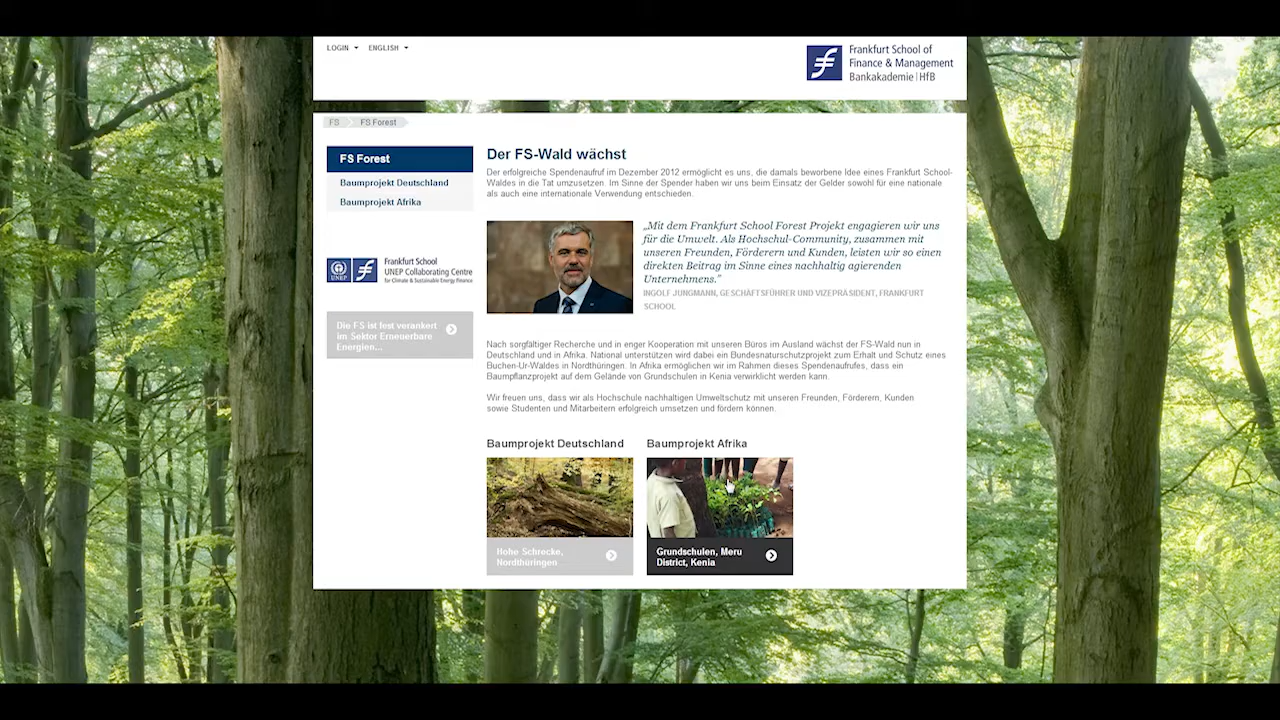 LOGIN
ENGLISH
Frankfurt School of
Finance & Management
Bankakademie | HfB
FS
FS Forest
FS Forest
Baumprojekt Deutschland
Baumprojekt Afrika
UNEP
Frankfurt School
UNEP Collaborating Centre
for Climate & Sustainable Energy Finance
Die FS ist fest verankert
im Sektor Erneuerbare
Energien...
Der FS-Wald wächst
Der erfolgreiche Spendenaufruf im Dezember 2012 ermöglicht es uns, die damals beworbene Idee eines Frankfurt School-
Waldes in die Tat umzusetzen. Im Sinne der Spender haben wir uns beim Einsatz der Gelder sowohl für eine nationale
als auch eine internationale Verwendung entschieden.
„Mit dem Frankfurt School Forest Projekt engagieren wir uns
für die Umwelt. Als Hochschul-Community, zusammen mit
unseren Freunden, Förderern und Kunden, leisten wir so einen
direkten Beitrag im Sinne eines nachhaltig agierenden
Unternehmens.“
INGOLF JUNGMANN, GESCHÄFTSFÜHRER UND VIZEPRÄSIDENT, FRANKFURT
SCHOOL
Nach sorgfältiger Recherche und in enger Kooperation mit unseren Büros im Ausland wächst der FS-Wald nun in
Deutschland und in Afrika. National unterstützen wird dabei ein Bundesnaturschutzprojekt zum Erhalt und Schutz eines
Buchen-Ur-Waldes in Nordthüringen. In Afrika ermöglichen wir im Rahmen dieses Spendenaufrufes, dass ein
Baumpflanzprojekt auf dem Gelände von Grundschulen in Kenia verwirklicht werden kann.
Wir freuen uns, dass wir als Hochschule nachhaltigen Umweltschutz mit unseren Freunden, Förderern, Kunden
sowie Studenten und Mitarbeitern erfolgreich umsetzen und fördern können.
Baumprojekt Deutschland
Baumprojekt Afrika
Hohe Schrecke,
Nordthüringen
Grundschulen, Meru
District, Kenia